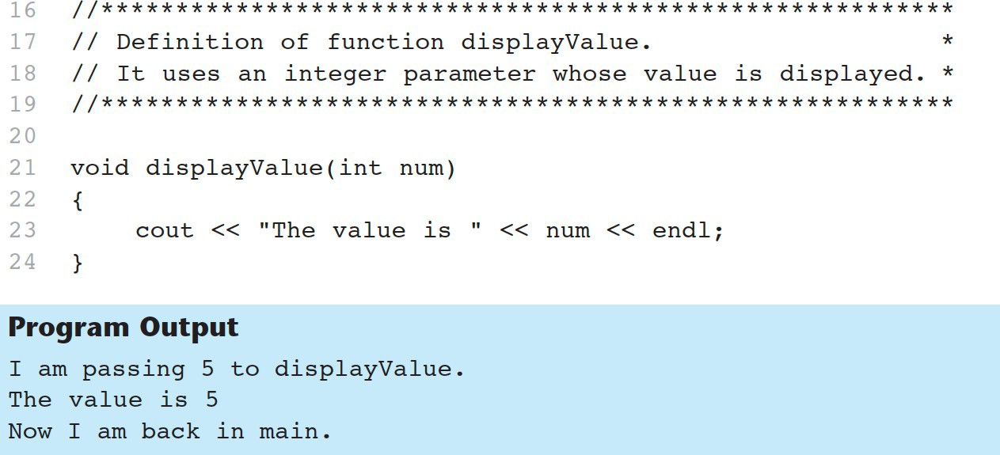 16 //*********************************************************
17 // Definition of function displayValue. *
18 // It uses an integer parameter whose value is displayed. *
19 //*********************************************************
20
21 void displayValue(int num)
22 {
23 cout << "The value is " << num << endl;
24 }
Program Output
I am passing 5 to displayValue.
The value is 5
Now I am back in main.